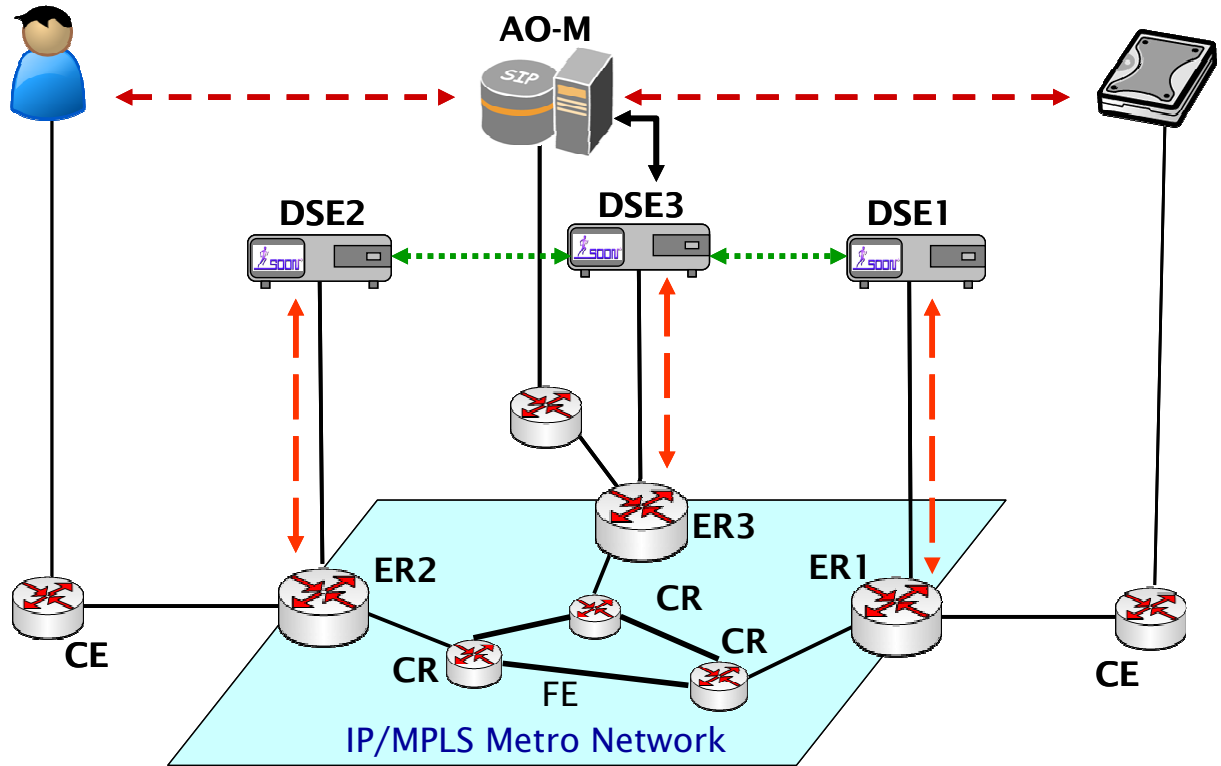 AO-M
SIP
DSE2
DSE3
DSE1
SOON
SOON
SOON
ER3
ER2
ER1
CR
CR
CR
CE
CE
FE
IP/MPLS Metro Network